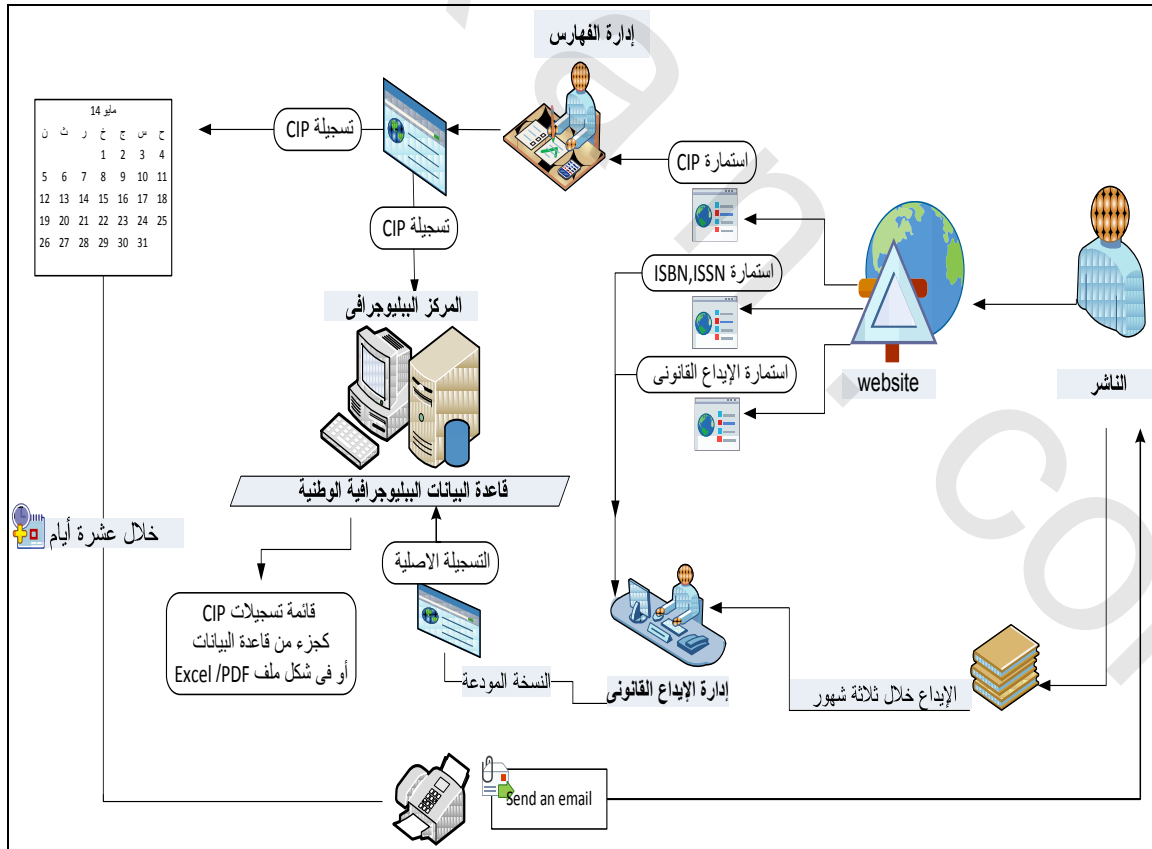 إدارة الفهارس
مايو 14
ح س ج خ ر ث ن
4 3 2 1
11 10 9 8 7 6 5
18 17 16 15 14 13 12
25 24 23 22 21 20 19
31 30 29 28 27 26
تسجيلة CIP
استمارة CIP
تسجيلة CIP
استمارة ISBN,ISSN
المركز الببليوجرافى
استمارة الإيداع القانونى
website
الناشر
قاعدة البيانات الببليوجرافية الوطنية
خلال عشرة أيام
التسجيلة الاصلية
قائمة تسجيلات CIP
كجزء من قاعدة البيانات
أو فى شكل ملف Excel /PDF
النسخة المودعة
إدارة الإيداع القانونى
الإيداع خلال ثلاثة شهور
Send an email